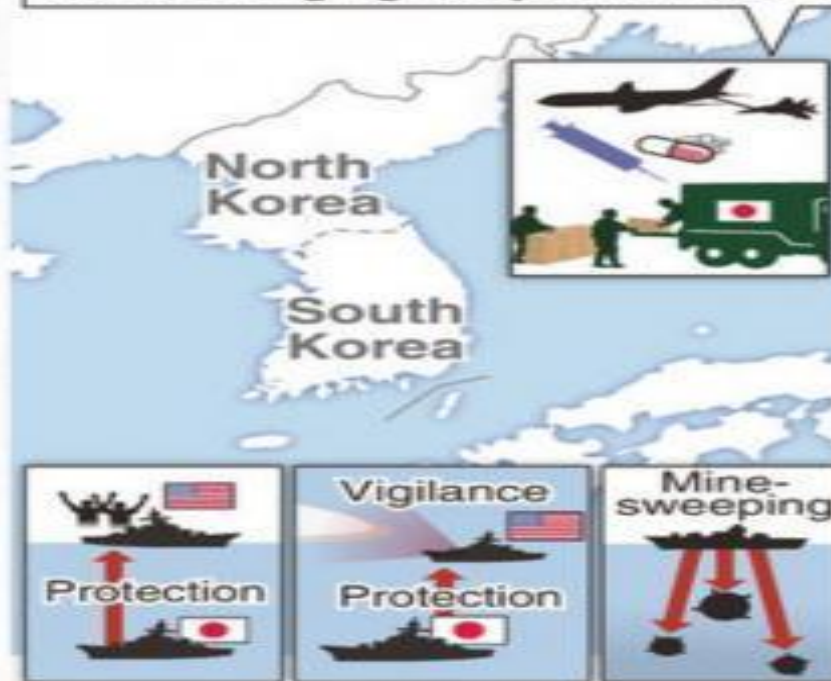 North
Korea
South
Korea
Protection
Vigilance
Protection
Mine-
sweeping